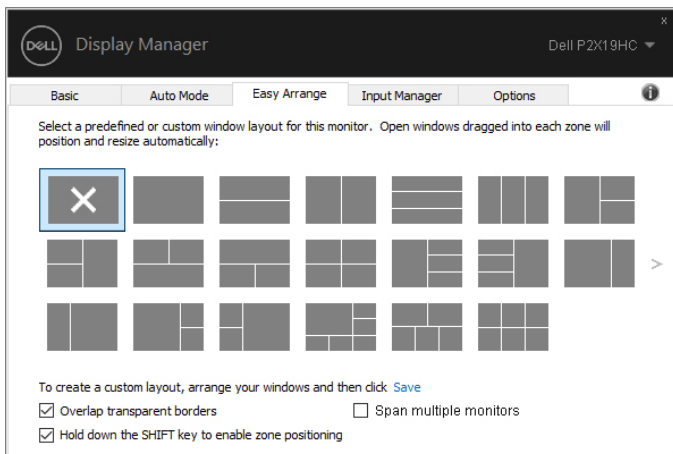 x
DELL Display Manager Dell P2X19HC
Basic Auto Mode Easy Arrange Input Manager Options
Select a predefined or custom window layout for this monitor. Open windows dragged into each zone will
position and resize automatically:
>
To create a custom layout, arrange your windows and then click Save
Overlap transparent borders Span multiple monitors
Hold down the SHIFT key to enable zone positioning